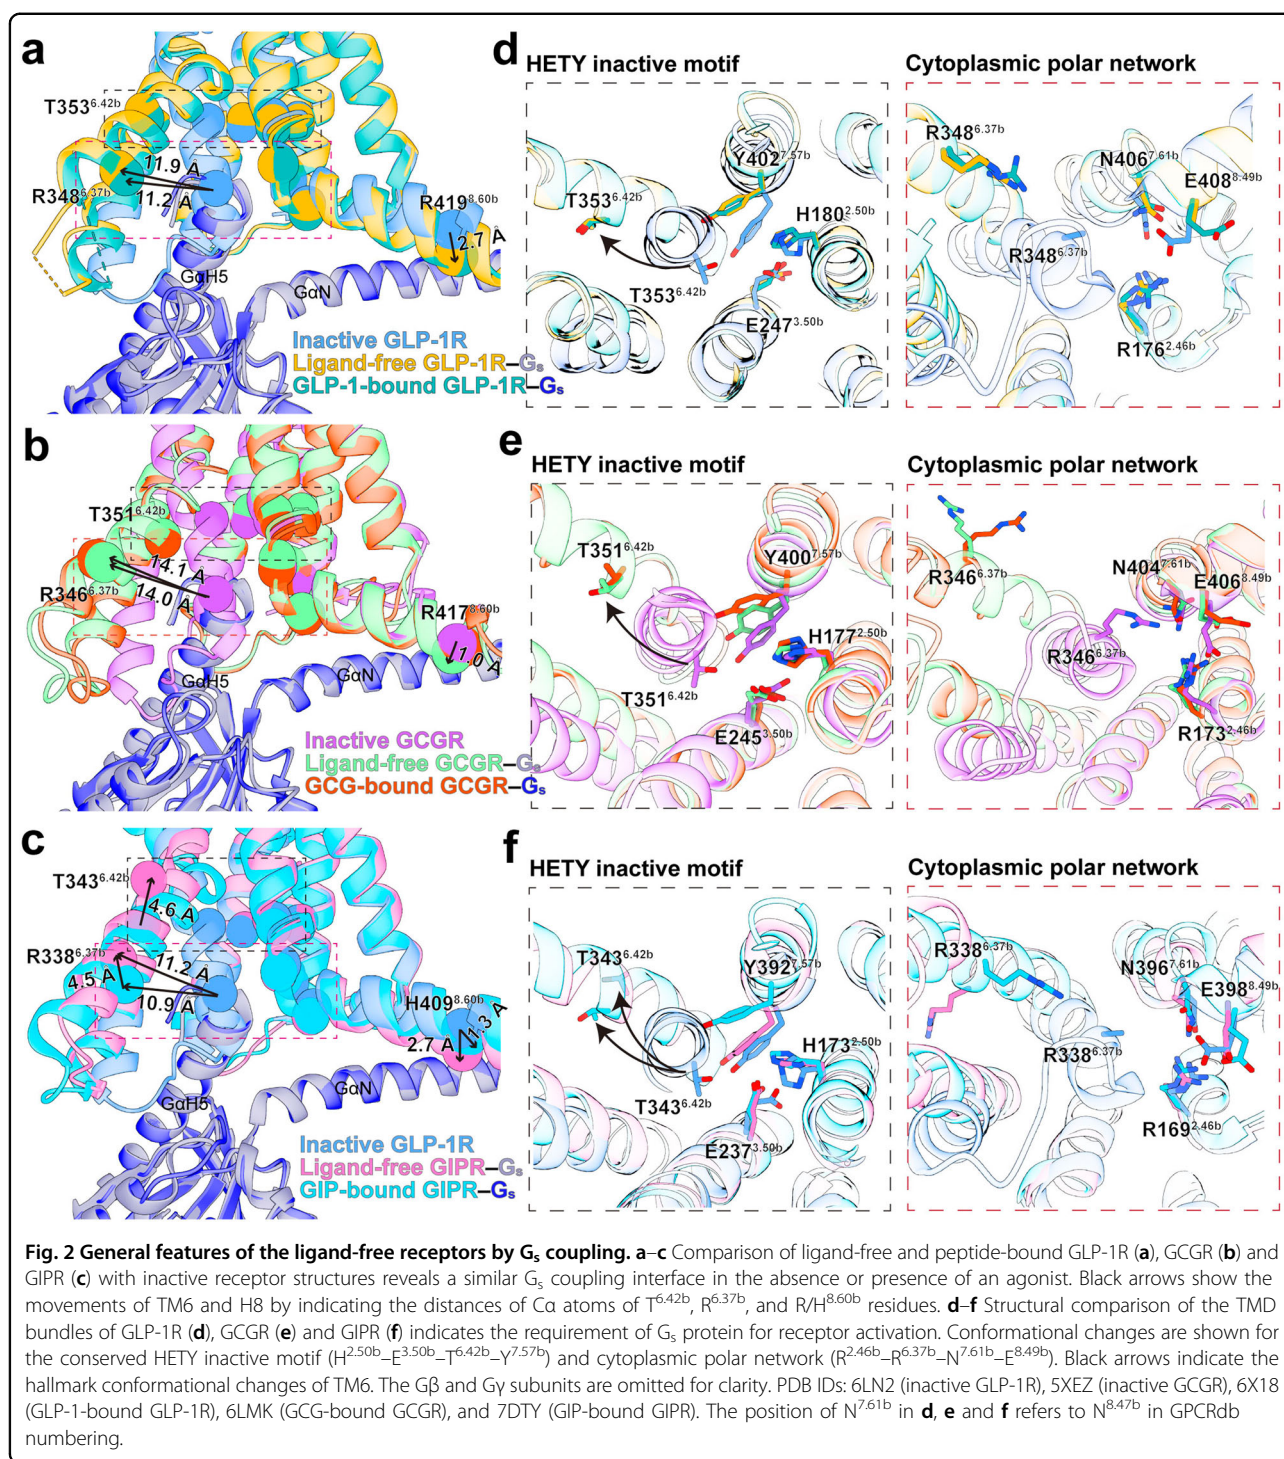 a
T353^6.42b
11.9 Å
11.2 Å
R348^6.37b
R419^8.60b
2.7 Å
GαH5
GαN
Inactive GLP-1R
Ligand-free GLP-1R–Gₛ
GLP-1-bound GLP-1R–Gₛ
d
HETY inactive motif
Y402^7.57b
T353^6.42b
H180^2.50b
T353^6.42b
E247^3.50b
Cytoplasmic polar network
R348^6.37b
N406^7.61b
E408^8.49b
R348^6.37b
R176^2.46b
b
T351^6.42b
14.1 Å
14.0 Å
R346^6.37b
R417^8.60b
1.0 Å
GαH5
GαN
Inactive GCGR
Ligand-free GCGR–Gₛ
GCG-bound GCGR–Gₛ
e
HETY inactive motif
T351^6.42b
Y400^7.57b
H177^2.50b
T351^6.42b
E245^3.50b
Cytoplasmic polar network
R346^6.37b
N404^7.61b
E406^8.49b
R346^6.37b
R173^2.46b
c
T343^6.42b
4.6 Å
R338^6.37b
11.2 Å
4.5 Å
10.9 Å
H409^8.60b
1.3 Å
2.7 Å
GαH5
GαN
Inactive GLP-1R
Ligand-free GIPR–Gₛ
GIP-bound GIPR–Gₛ
f
HETY inactive motif
T343^6.42b
Y392^7.57b
H173^2.50b
T343^6.42b
E237^3.50b
Cytoplasmic polar network
R338^6.37b
N396^7.61b
E398^8.49b
R338^6.37b
R169^2.46b
Fig. 2 General features of the ligand-free receptors by Gₛ coupling. a–c Comparison of ligand-free and peptide-bound GLP-1R (a), GCGR (b) and
GIPR (c) with inactive receptor structures reveals a similar Gₛ coupling interface in the absence or presence of an agonist. Black arrows show the
movements of TM6 and H8 by indicating the distances of Cα atoms of T^6.42b, R^6.37b, and R/H^8.60b residues. d–f Structural comparison of the TMD
bundles of GLP-1R (d), GCGR (e) and GIPR (f) indicates the requirement of Gₛ protein for receptor activation. Conformational changes are shown for
the conserved HETY inactive motif (H^2.50b–E^3.50b–T^6.42b–Y^7.57b) and cytoplasmic polar network (R^2.46b–R^6.37b–N^7.61b–E^8.49b). Black arrows indicate the
hallmark conformational changes of TM6. The Gβ and Gγ subunits are omitted for clarity. PDB IDs: 6LN2 (inactive GLP-1R), 5XEZ (inactive GCGR), 6X18
(GLP-1-bound GLP-1R), 6LMK (GCG-bound GCGR), and 7DTY (GIP-bound GIPR). The position of N^7.61b in d, e and f refers to N^8.47b in GPCRdb
numbering.